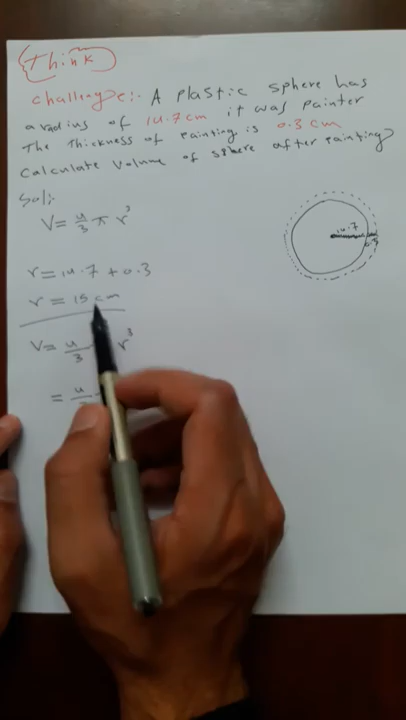 Think
challenge:- A plastic sphere has
a radius of 14.7 cm it was painter
The thickness of painting is 0.3 cm
Calculate Volume of sphere after painting?
Sol:-
V = 4/3 π r³
14.7
0.3
r = 14.7 + 0.3
r = 15 cm
V = 4/3 r³
= 4